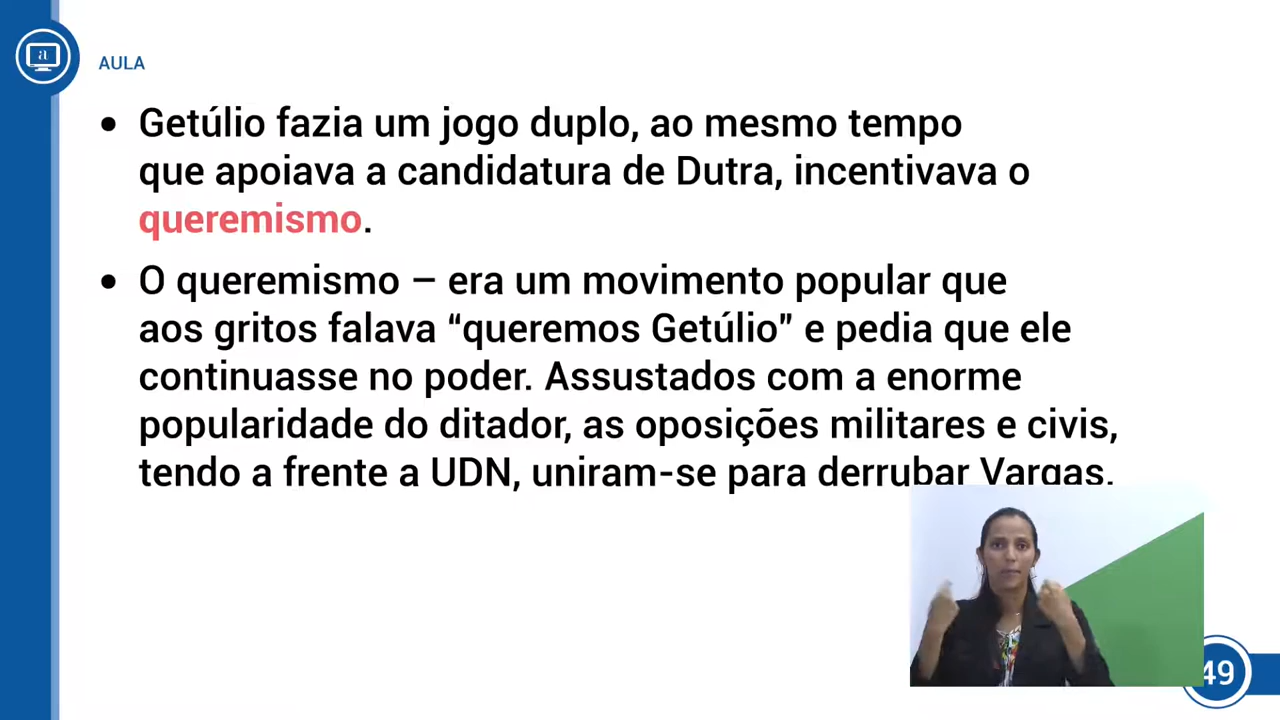 AULA
• Getúlio fazia um jogo duplo, ao mesmo tempo
que apoiava a candidatura de Dutra, incentivava o
queremismo.
• O queremismo – era um movimento popular que
aos gritos falava “queremos Getúlio” e pedia que ele
continuasse no poder. Assustados com a enorme
popularidade do ditador, as oposições militares e civis,
tendo a frente a UDN, uniram-se para derrubar Vargas.
49